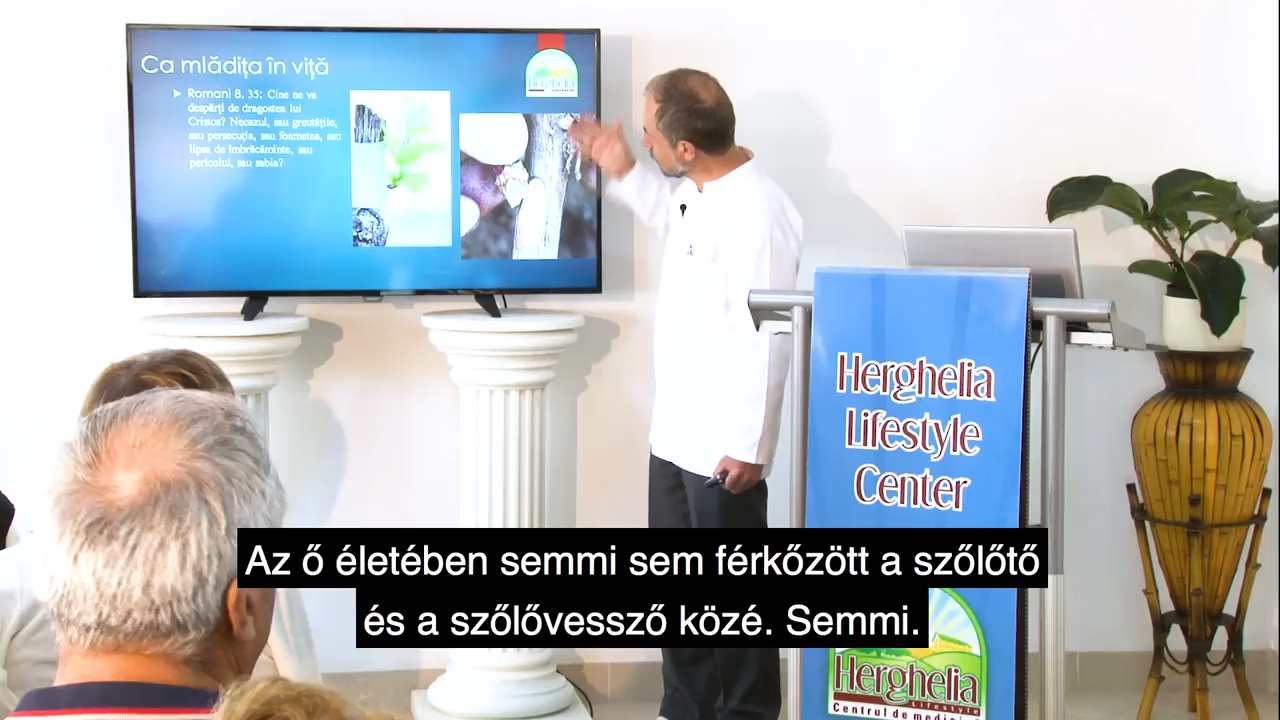 Ca mlădița în viță
Romani 8, 35: Cine ne va
despărți de dragostea lui
Cristos? Necazul, sau greutățile,
sau persecuția, sau foametea, sau
lipsa de îmbrăcăminte, sau
pericolul, sau sabia?
Herghelia
Herghelia
Lifestyle
Center
Az ő életében semmi sem férkőzött a szőlőtő
és a szőlővessző közé. Semmi.
Herghelia
Lifestyle
Centrul de